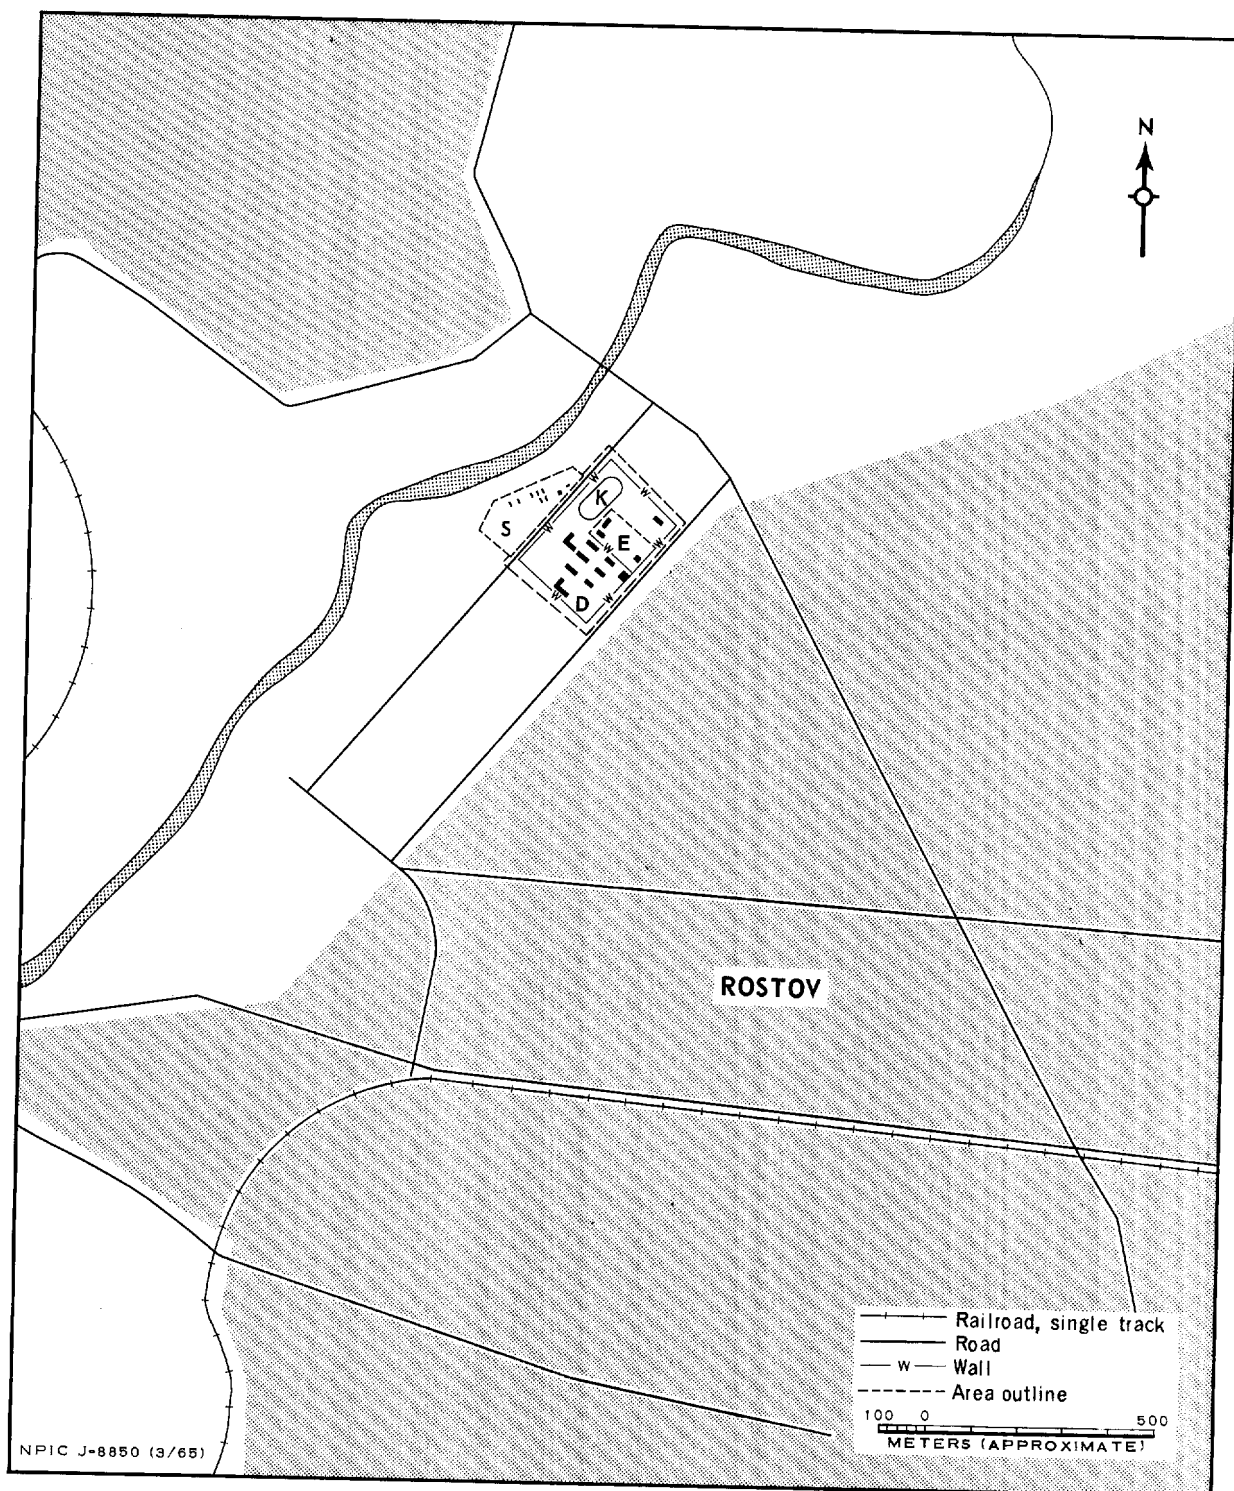 N
W
K
W
S
W
E
W
W
W
D
W
ROSTOV
Railroad, single track
Road
W Wall
Area outline
100 0 500
METERS (APPROXIMATE)
NPIC J-8850 (3/65)